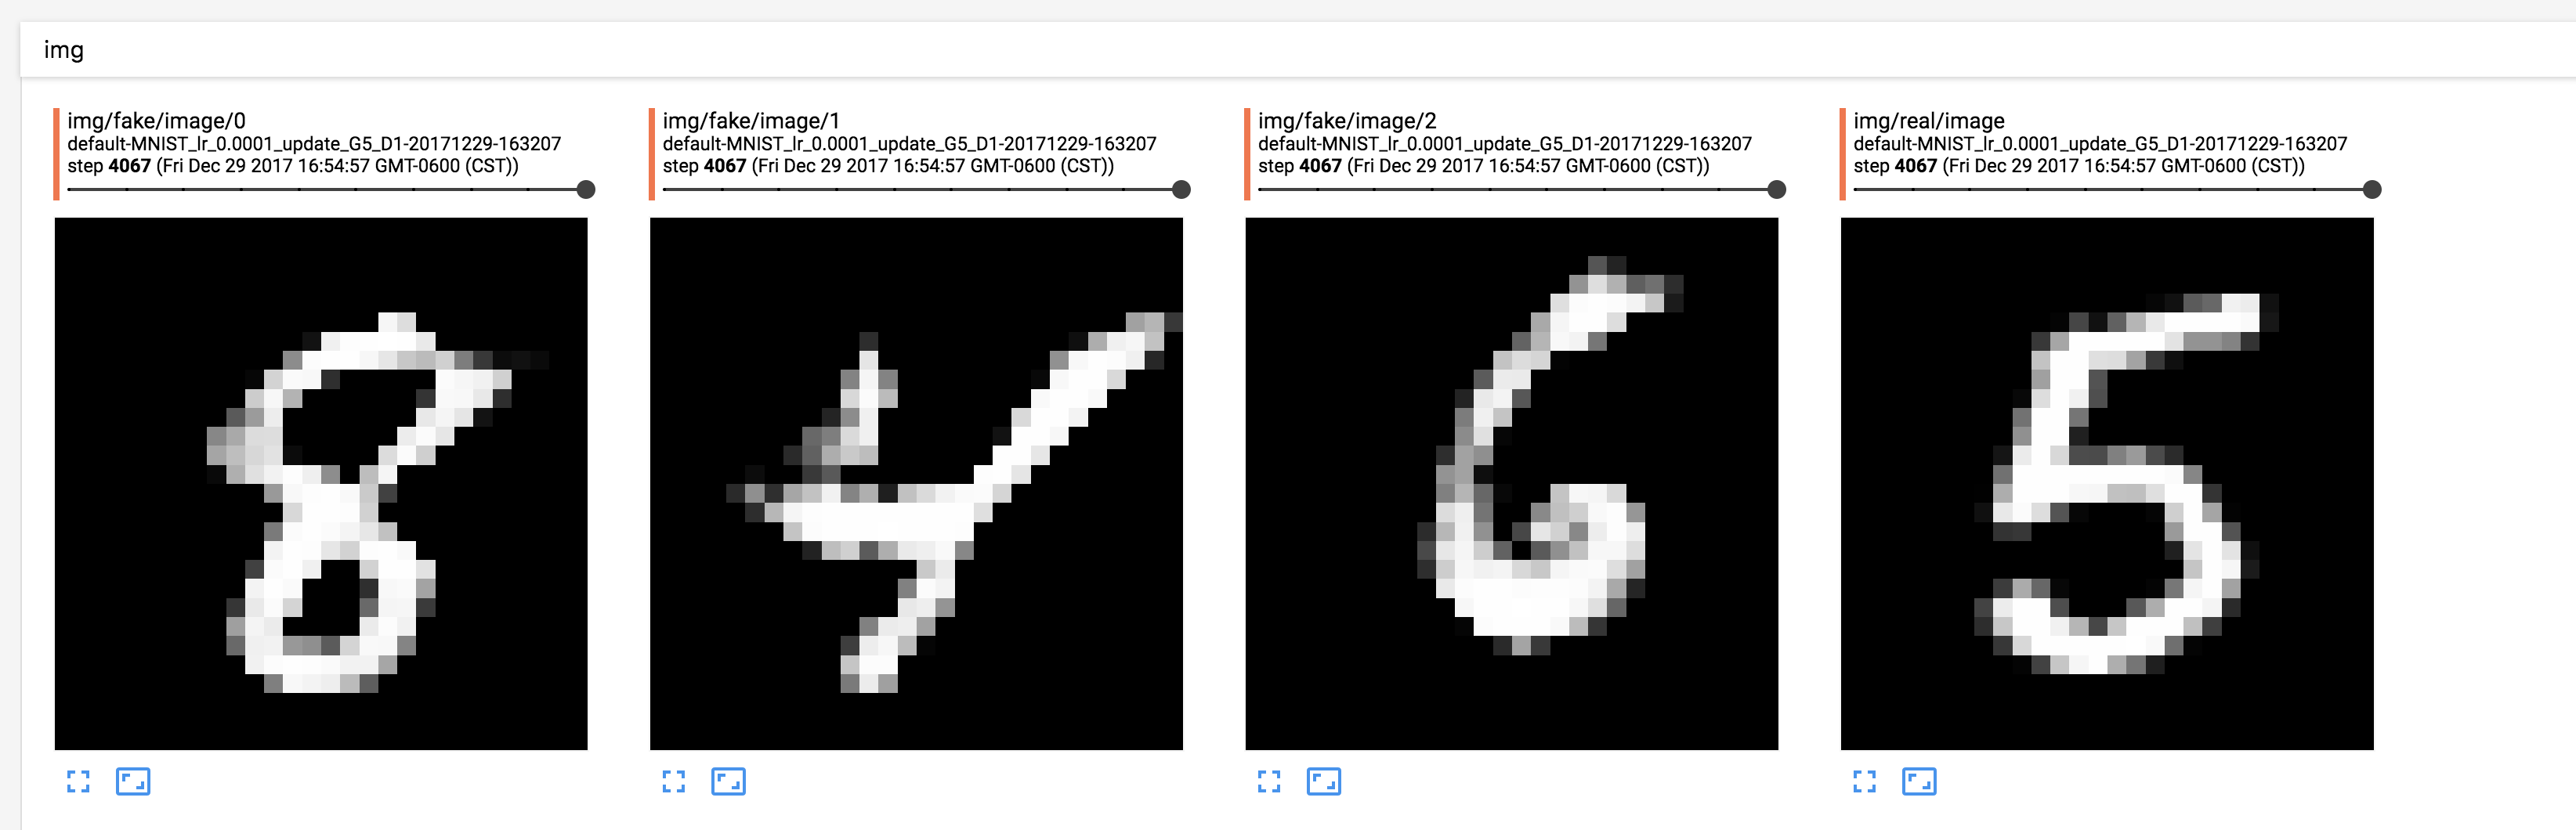 img
img/fake/image/0
default-MNIST_lr_0.0001_update_G5_D1-20171229-163207
step 4067 (Fri Dec 29 2017 16:54:57 GMT-0600 (CST))
8
img/fake/image/1
default-MNIST_lr_0.0001_update_G5_D1-20171229-163207
step 4067 (Fri Dec 29 2017 16:54:57 GMT-0600 (CST))
4
img/fake/image/2
default-MNIST_lr_0.0001_update_G5_D1-20171229-163207
step 4067 (Fri Dec 29 2017 16:54:57 GMT-0600 (CST))
6
img/real/image
default-MNIST_lr_0.0001_update_G5_D1-20171229-163207
step 4067 (Fri Dec 29 2017 16:54:57 GMT-0600 (CST))
5